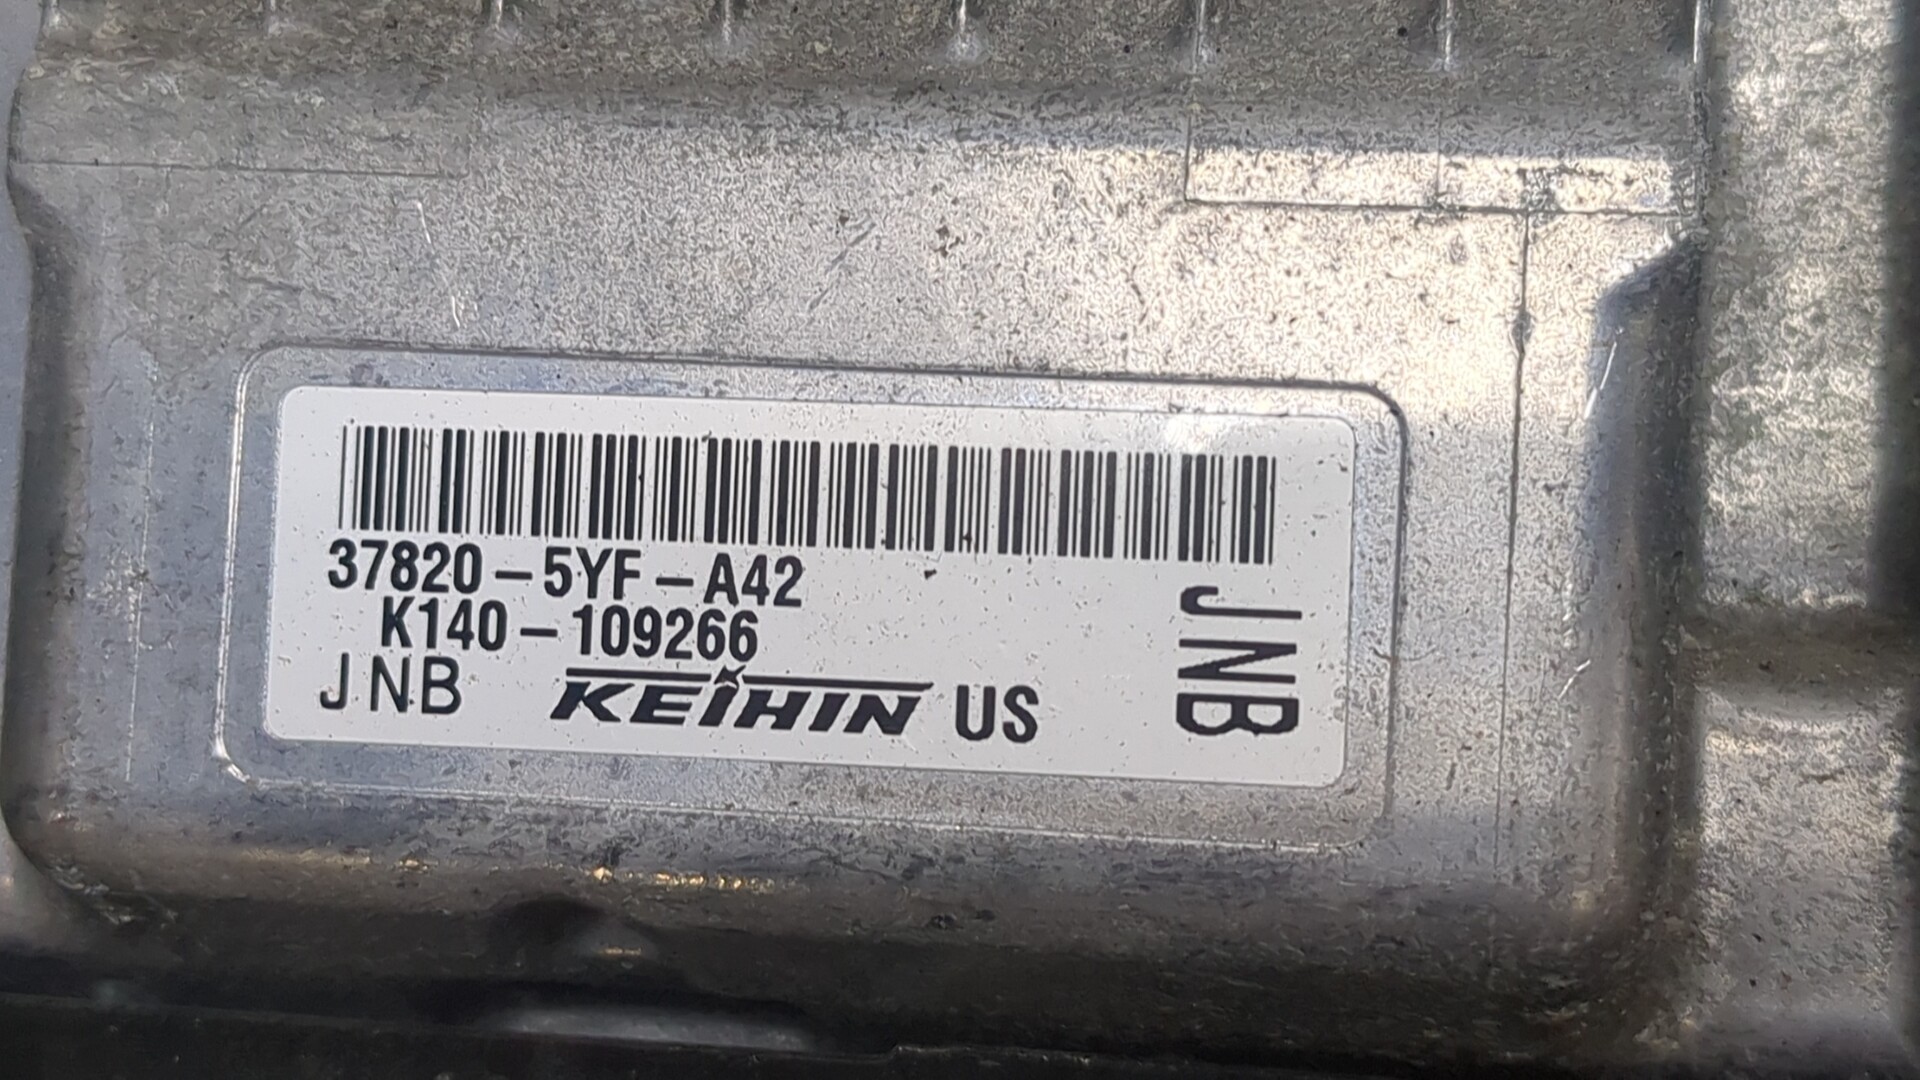 37820-5YF-A42
K140-109266
JNB KEIHIN US
JNB